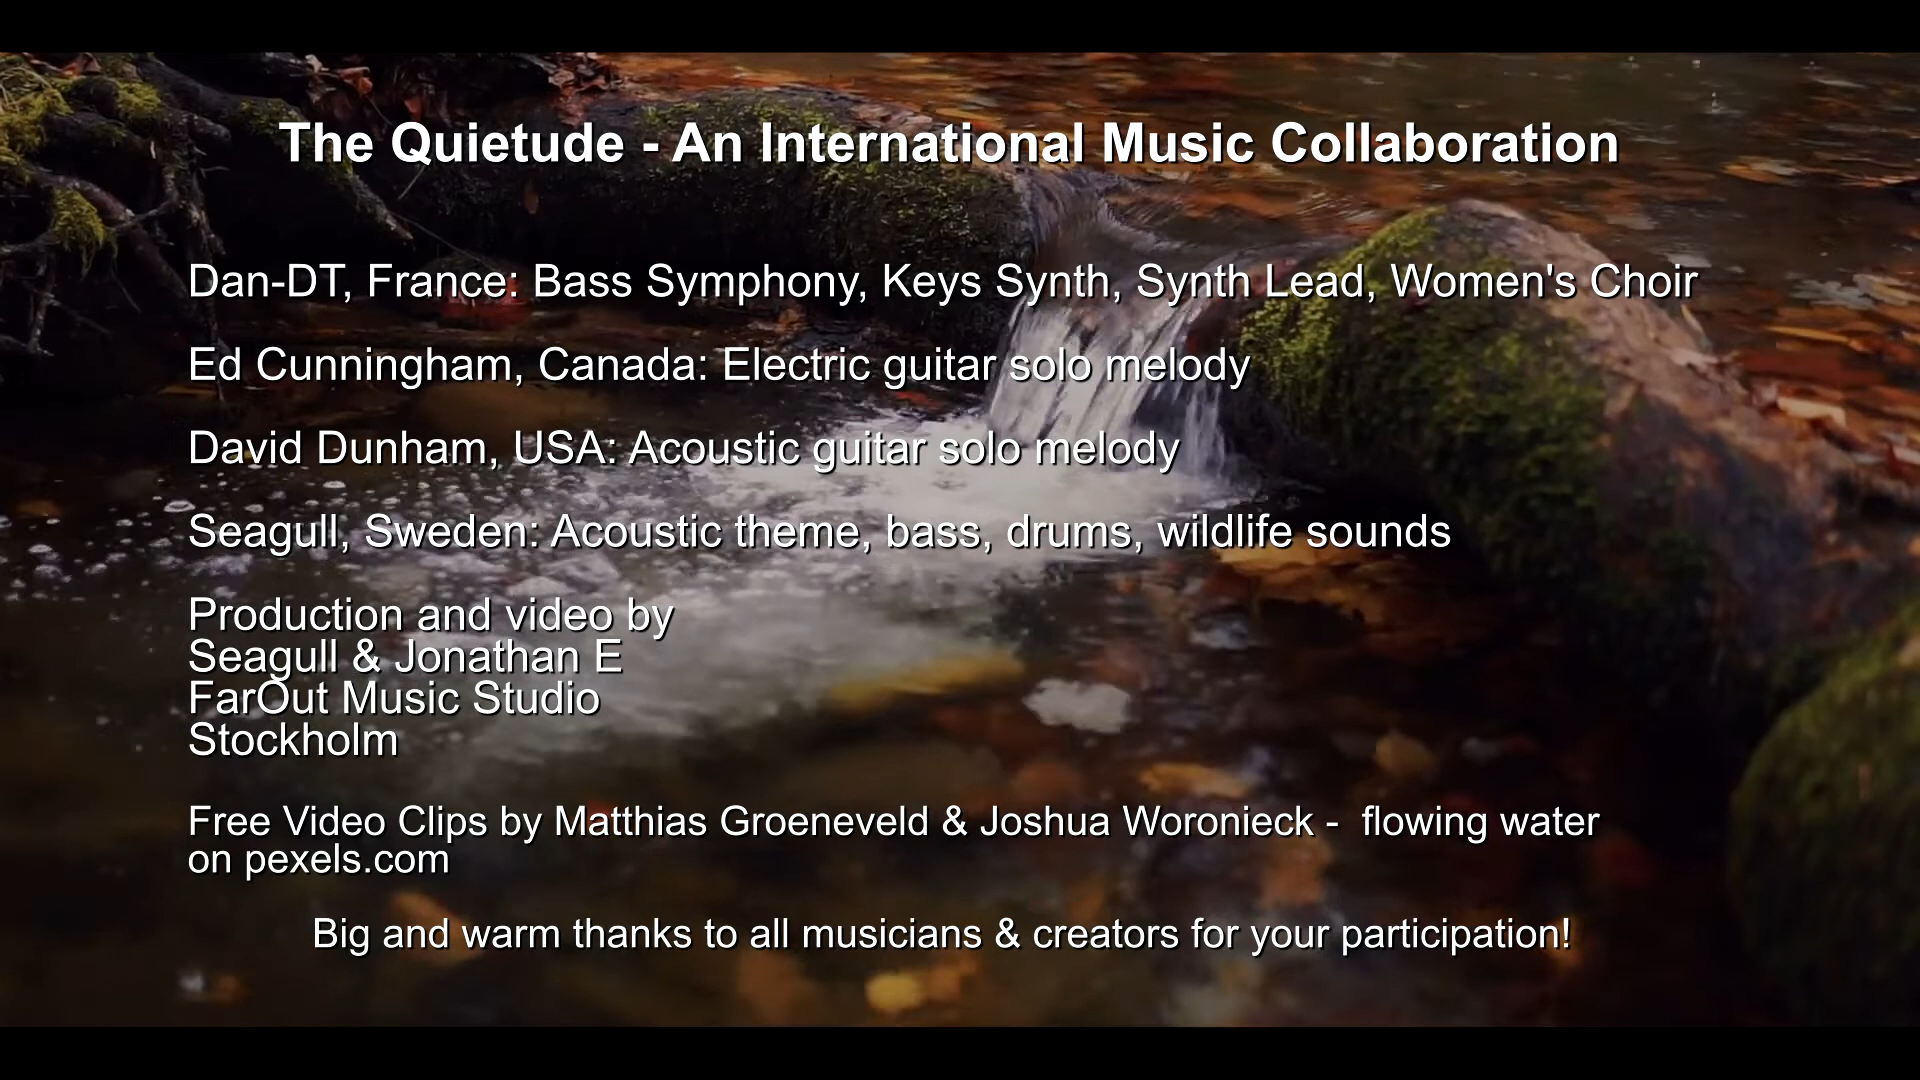 The Quietude - An International Music Collaboration
Dan-DT, France: Bass Symphony, Keys Synth, Synth Lead, Women's Choir
Ed Cunningham, Canada: Electric guitar solo melody
David Dunham, USA: Acoustic guitar solo melody
Seagull, Sweden: Acoustic theme, bass, drums, wildlife sounds
Production and video by
Seagull & Jonathan E
FarOut Music Studio
Stockholm
Free Video Clips by Matthias Groeneveld & Joshua Woronieck -  flowing water
on pexels.com
Big and warm thanks to all musicians & creators for your participation!